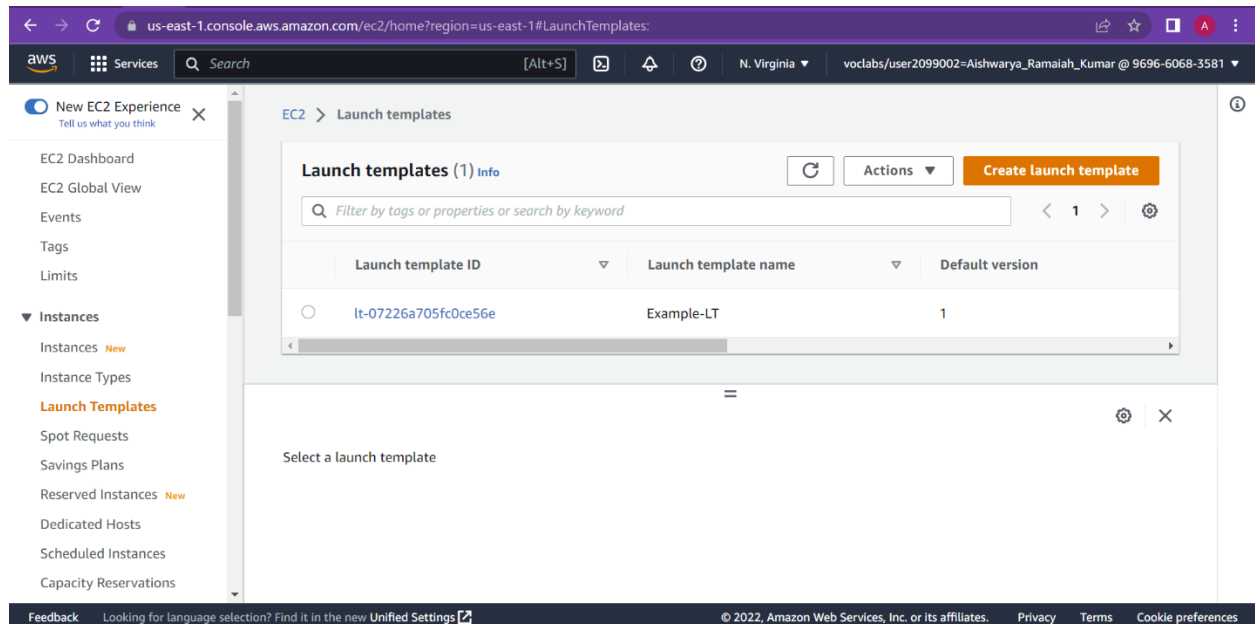 us-east-1.console.aws.amazon.com/ec2/home?region=us-east-1#LaunchTemplates:
A
aws Services Search [Alt+S] N. Virginia ▼ voclabs/user2099002=Aishwarya_Ramaiah_Kumar @ 9696-6068-3581 ▼
New EC2 Experience
Tell us what you think
EC2 Dashboard
EC2 Global View
Events
Tags
Limits
Instances
Instances New
Instance Types
Launch Templates
Spot Requests
Savings Plans
Reserved Instances New
Dedicated Hosts
Scheduled Instances
Capacity Reservations
EC2 > Launch templates
Launch templates (1) Info
Actions ▼
Create launch template
Filter by tags or properties or search by keyword
< 1 >
Launch template ID Launch template name Default version
lt-07226a705fc0ce56e Example-LT 1
Select a launch template
Feedback Looking for language selection? Find it in the new Unified Settings © 2022, Amazon Web Services, Inc. or its affiliates. Privacy Terms Cookie preferences